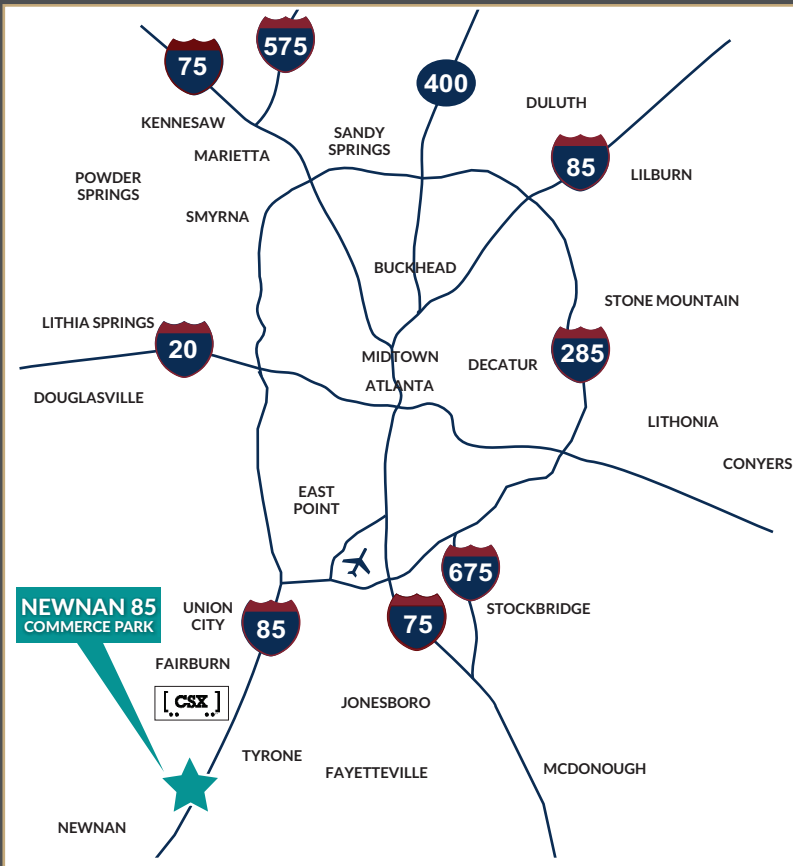 575
75
400
DULUTH
KENNESAW
SANDY
SPRINGS
MARIETTA
85
LILBURN
POWDER
SPRINGS
SMYRNA
BUCKHEAD
STONE MOUNTAIN
LITHIA SPRINGS
20
MIDTOWN
DECATUR
285
ATLANTA
DOUGLASVILLE
LITHONIA
CONYERS
EAST
POINT
675
NEWNAN 85
COMMERCE PARK
UNION
CITY
85
75
STOCKBRIDGE
FAIRBURN
[CSX]
JONESBORO
TYRONE
FAYETTEVILLE
MCDONOUGH
NEWNAN